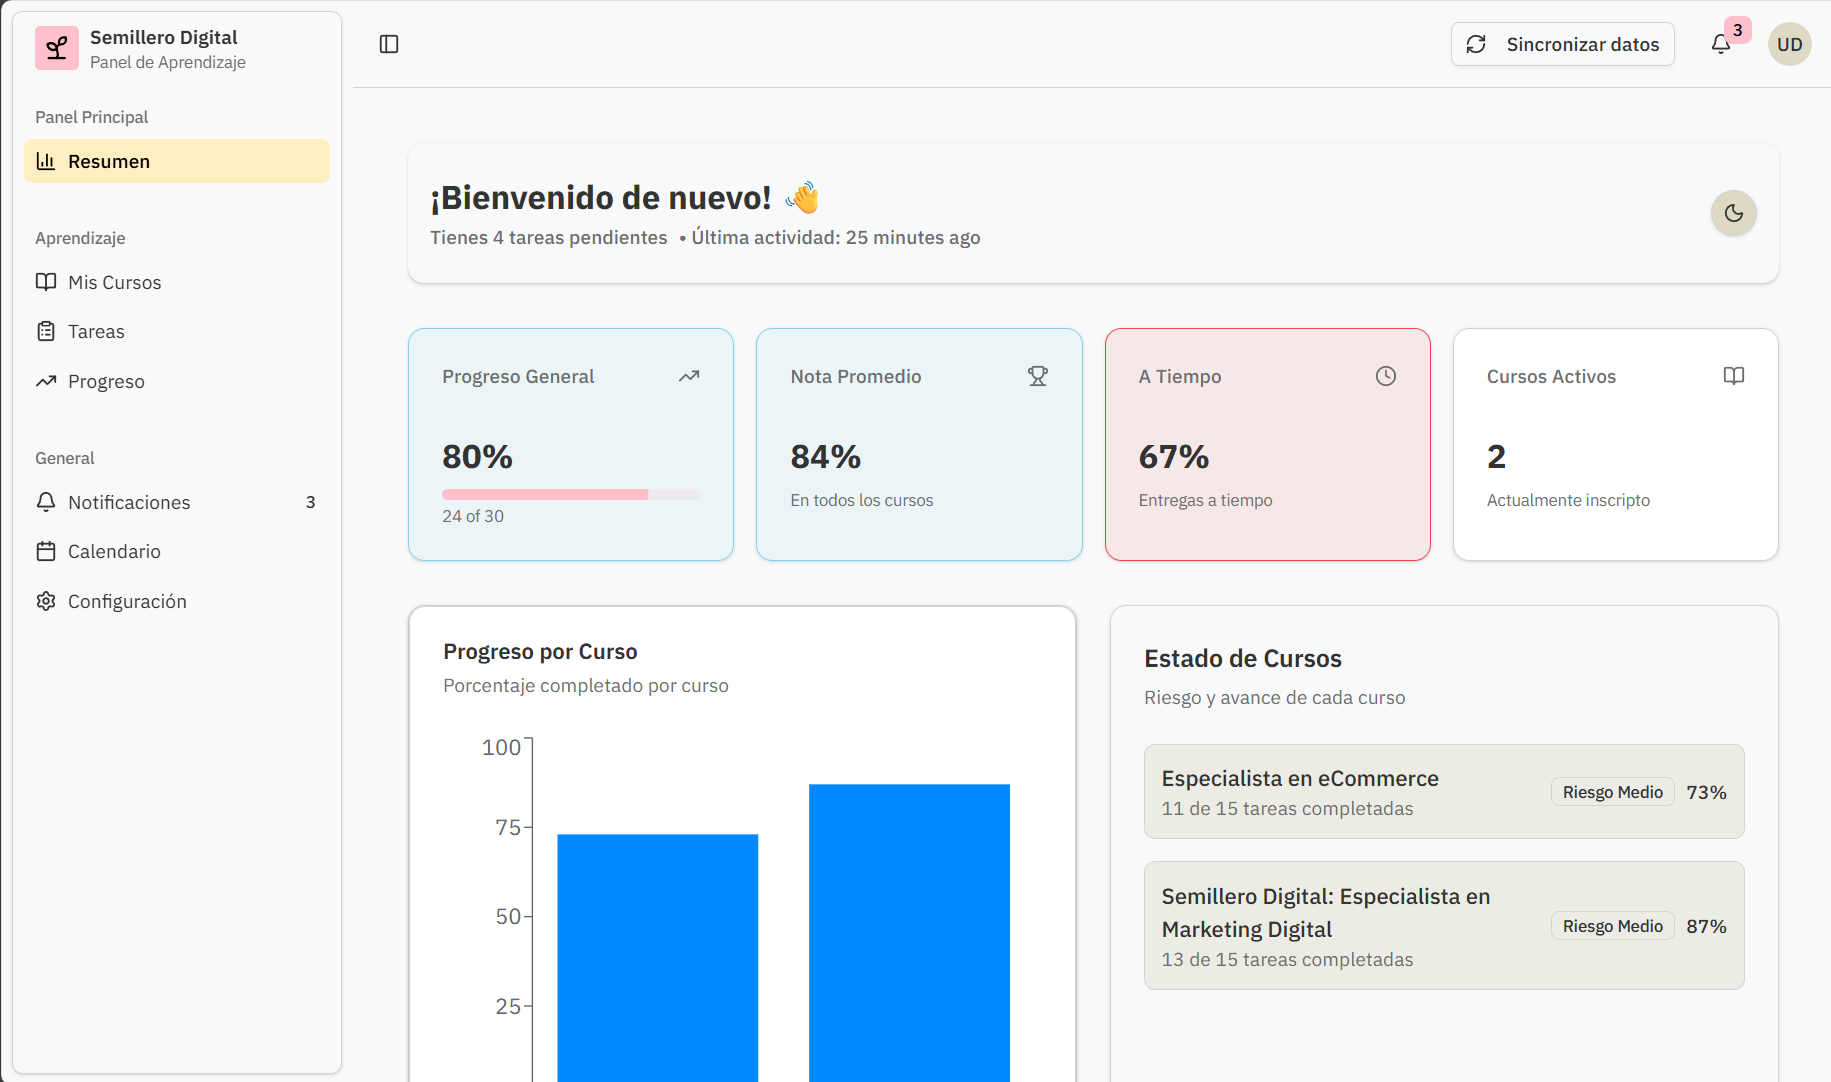 Semillero Digital
Panel de Aprendizaje
Panel Principal
Resumen
Aprendizaje
Mis Cursos
Tareas
Progreso
General
Notificaciones 3
Calendario
Configuración
Sincronizar datos
3
UD
¡Bienvenido de nuevo! 👋
Tienes 4 tareas pendientes • Última actividad: 25 minutes ago
Progreso General
80%
24 of 30
Nota Promedio
84%
En todos los cursos
A Tiempo
67%
Entregas a tiempo
Cursos Activos
2
Actualmente inscripto
Progreso por Curso
Porcentaje completado por curso
100
75
50
25
Estado de Cursos
Riesgo y avance de cada curso
Especialista en eCommerce
11 de 15 tareas completadas
Riesgo Medio 73%
Semillero Digital: Especialista en
Marketing Digital
13 de 15 tareas completadas
Riesgo Medio 87%